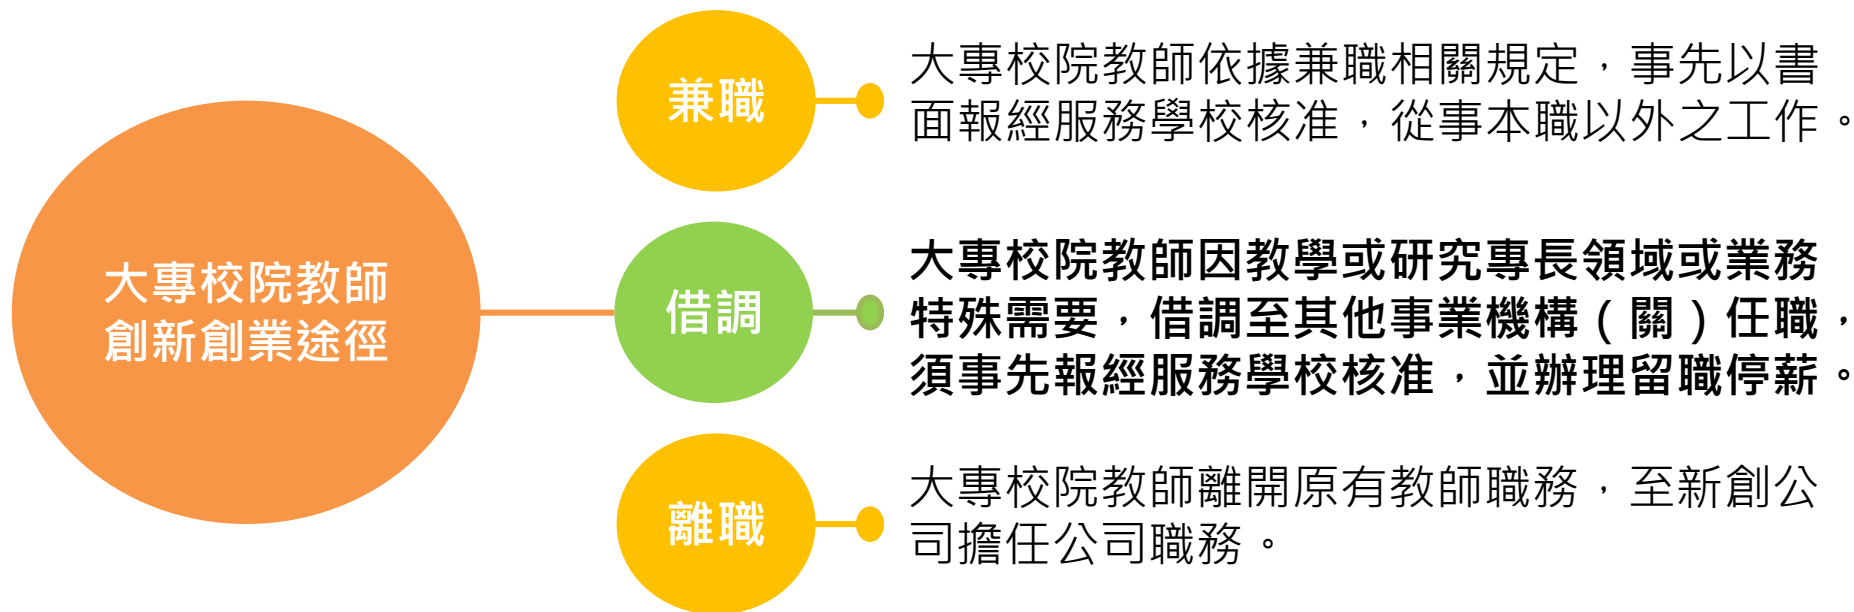 大專校院教師
創新創業途徑
兼職
大專校院教師依據兼職相關規定，事先以書
面報經服務學校核准，從事本職以外之工作。
借調
大專校院教師因教學或研究專長領域或業務
特殊需要，借調至其他事業機構（關）任職，
須事先報經服務學校核准，並辦理留職停薪。
離職
大專校院教師離開原有教師職務，至新創公
司擔任公司職務。